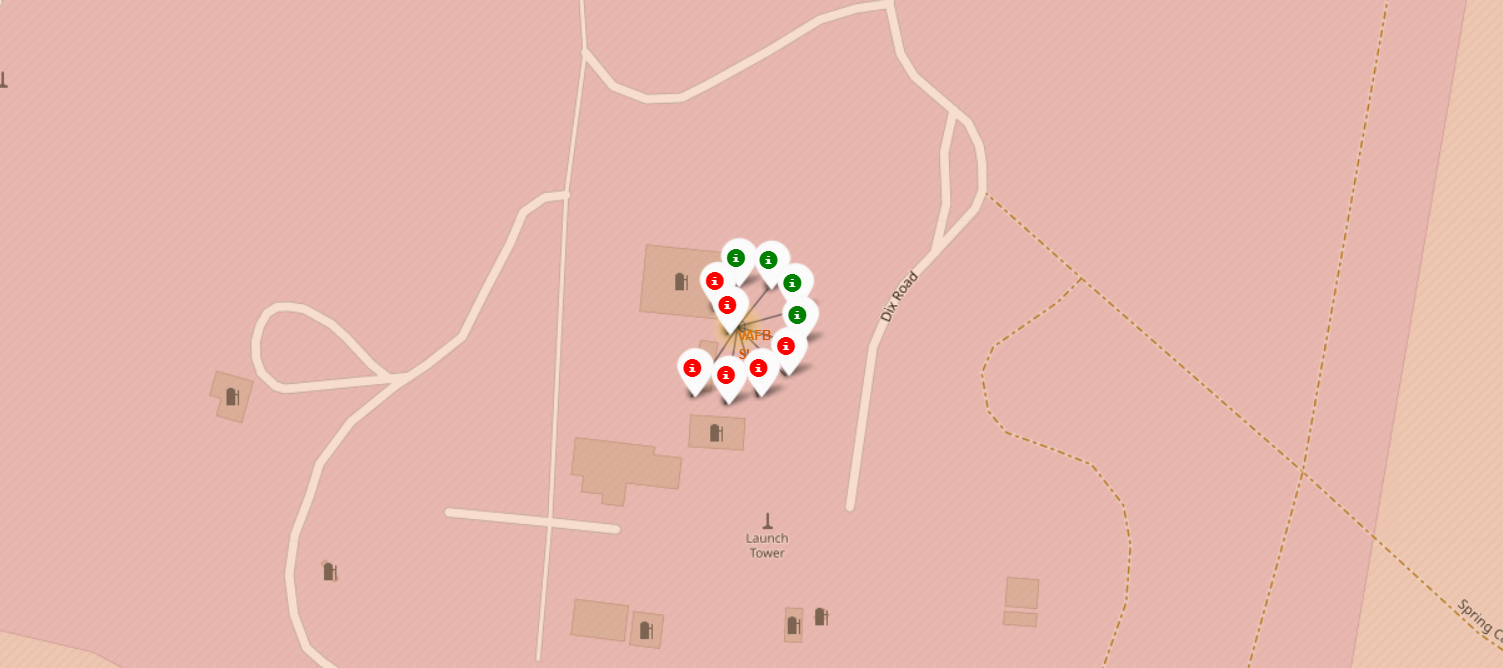 Dix Road
VAFB
Launch
Tower
Spring